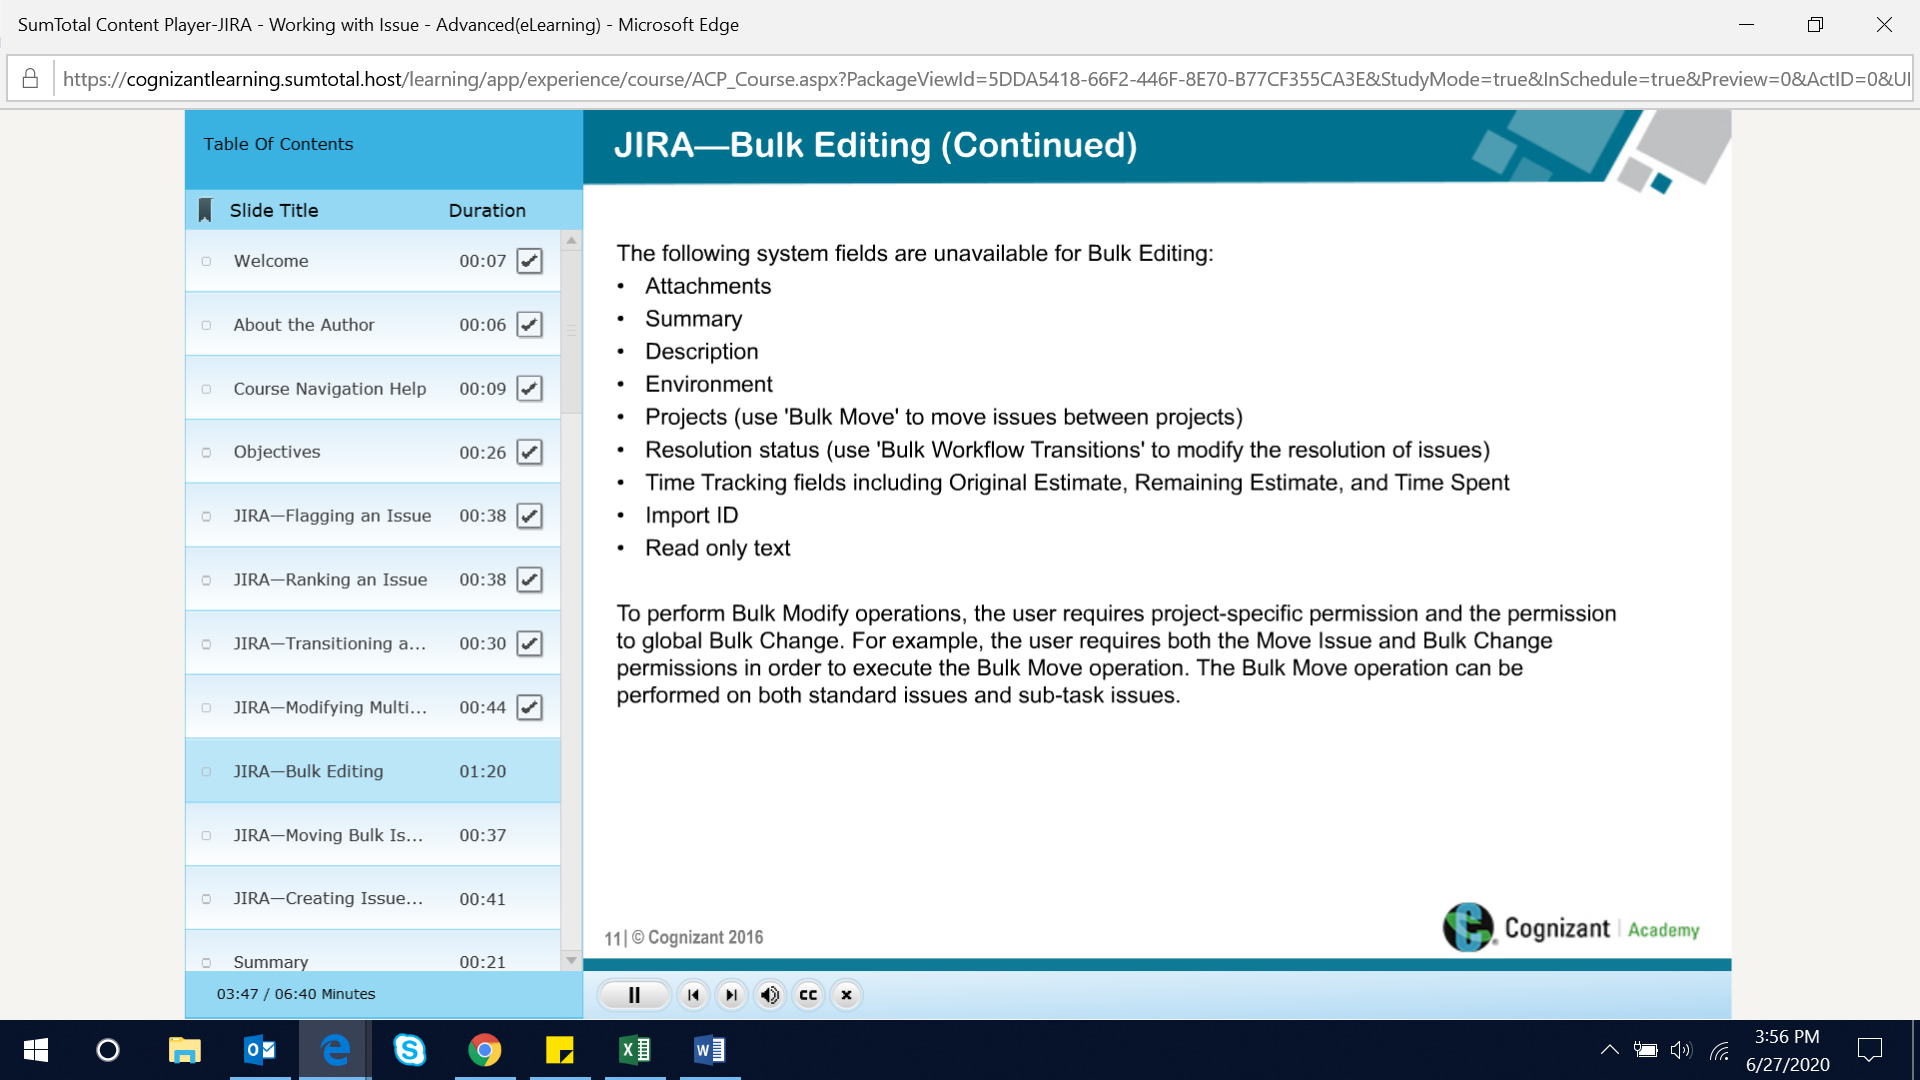 SumTotal Content Player-JIRA - Working with Issue - Advanced(eLearning) - Microsoft Edge
https://cognizantlearning.sumtotal.host/learning/app/experience/course/ACP_Course.aspx?PackageViewId=5DDA5418-66F2-446F-8E70-B77CF355CA3E&StudyMode=true&InSchedule=true&Preview=0&ActID=0&UI
Table Of Contents
Slide Title Duration
Welcome 00:07
About the Author 00:06
Course Navigation Help 00:09
Objectives 00:26
JIRA—Flagging an Issue 00:38
JIRA—Ranking an Issue 00:38
JIRA—Transitioning a... 00:30
JIRA—Modifying Multi... 00:44
JIRA—Bulk Editing 01:20
JIRA—Moving Bulk Is... 00:37
JIRA—Creating Issue... 00:41
Summary 00:21
03:47 / 06:40 Minutes
JIRA—Bulk Editing (Continued)
The following system fields are unavailable for Bulk Editing:
• Attachments
• Summary
• Description
• Environment
• Projects (use 'Bulk Move' to move issues between projects)
• Resolution status (use 'Bulk Workflow Transitions' to modify the resolution of issues)
• Time Tracking fields including Original Estimate, Remaining Estimate, and Time Spent
• Import ID
• Read only text
To perform Bulk Modify operations, the user requires project-specific permission and the permission
to global Bulk Change. For example, the user requires both the Move Issue and Bulk Change
permissions in order to execute the Bulk Move operation. The Bulk Move operation can be
performed on both standard issues and sub-task issues.
11| © Cognizant 2016
Cognizant | Academy
CC
3:56 PM
6/27/2020